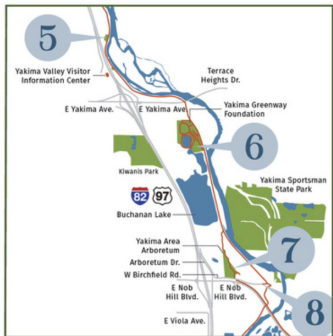 5
Yakima Valley Visitor
Information Center
Terrace
Heights Dr.
E Yakima Ave.
E Yakima Ave.
Yakima Greenway
Foundation
6
Kiwanis Park
Yakima Sportsman
State Park
82
97
Buchanan Lake
Yakima Area
Arboretum
7
Arboretum Dr.
W Birchfield Rd.
E Nob
Hill Blvd.
E Nob
Hill Blvd.
8
E Viola Ave.